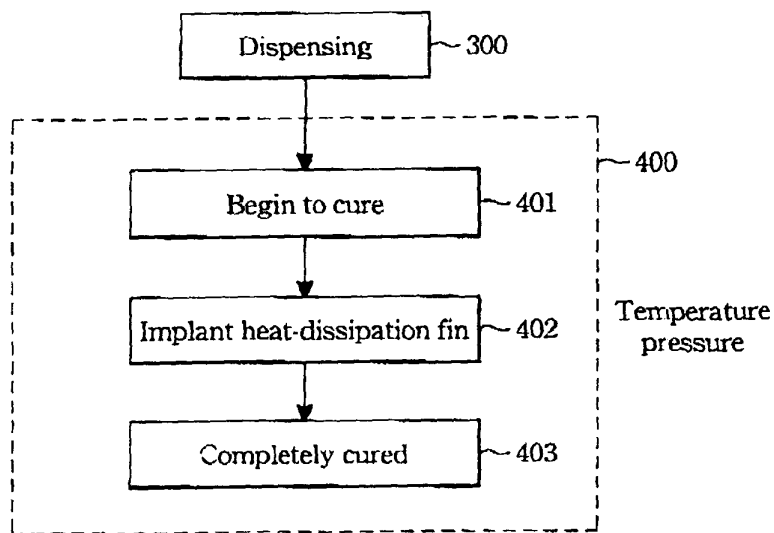 Dispensing
300
400
Begin to cure
401
Implant heat-dissipation fin
402
Temperature
pressure
Completely cured
403